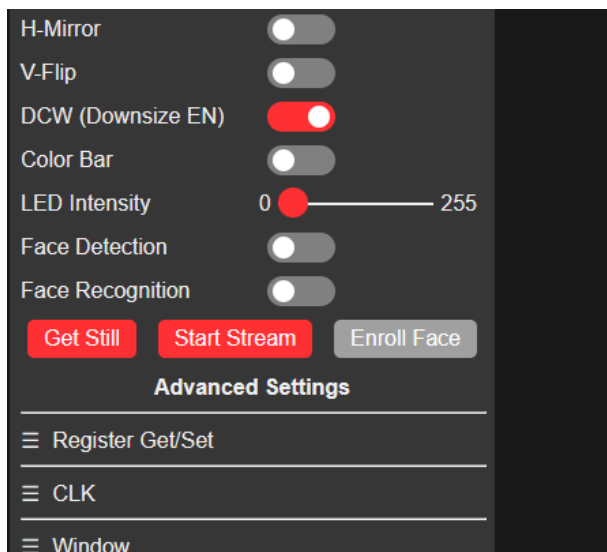 H-Mirror
V-Flip
DCW (Downsize EN)
Color Bar
LED Intensity 0 255
Face Detection
Face Recognition
Get Still Start Stream Enroll Face
Advanced Settings
☰ Register Get/Set
☰ CLK
☰ Window